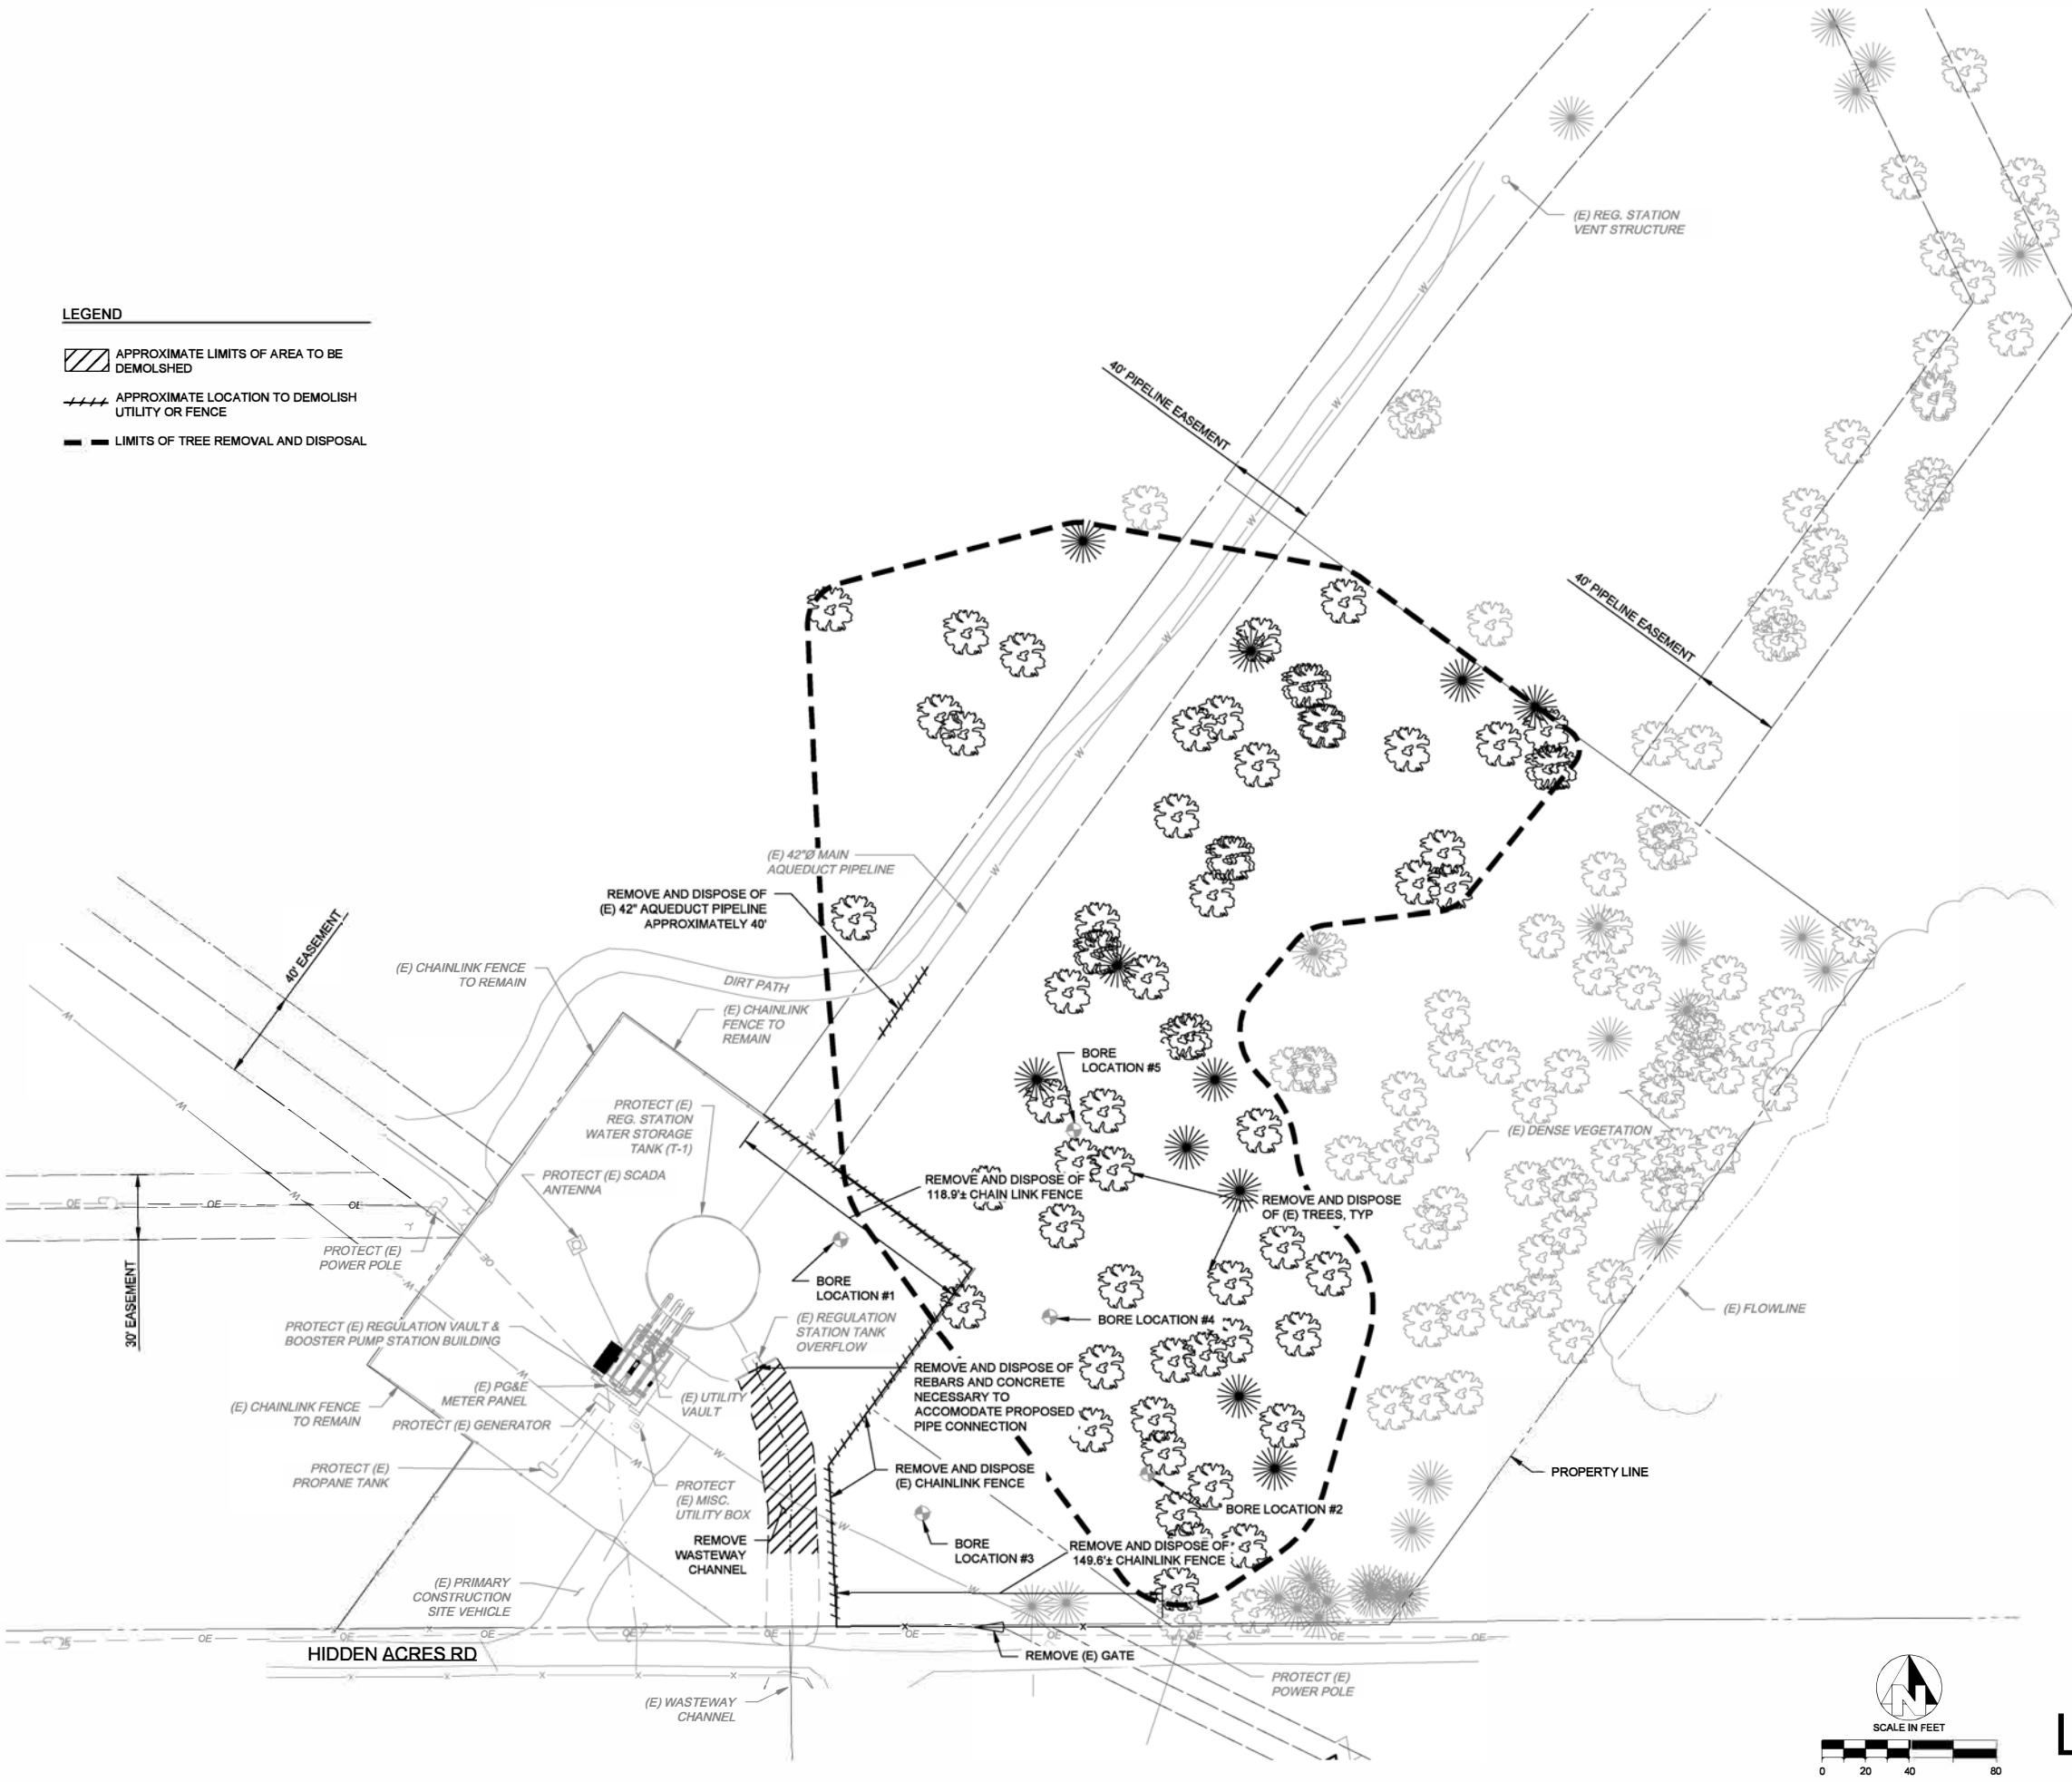 (E) REG. STATION
VENT STRUCTURE
LEGEND
APPROXIMATE LIMITS OF AREA TO BE
DEMOLSHED
APPROXIMATE LOCATION TO DEMOLISH
UTILITY OR FENCE
LIMITS OF TREE REMOVAL AND DISPOSAL
40' PIPELINE EASEMENT
40' PIPELINE EASEMENT
(E) 42"Ø MAIN
AQUEDUCT PIPELINE
REMOVE AND DISPOSE OF
(E) 42" AQUEDUCT PIPELINE
APPROXIMATELY 40'
40' EASEMENT
(E) CHAINLINK FENCE
TO REMAIN
DIRT PATH
(E) CHAINLINK
FENCE TO
REMAIN
BORE
LOCATION #5
PROTECT (E)
REG. STATION
WATER STORAGE
TANK (T-1)
(E) DENSE VEGETATION
PROTECT (E) SCADA
ANTENNA
REMOVE AND DISPOSE OF
118.9'± CHAIN LINK FENCE
REMOVE AND DISPOSE
OF (E) TREES, TYP
PROTECT (E)
POWER POLE
30' EASEMENT
BORE
LOCATION #1
(E) FLOWLINE
PROTECT (E) REGULATION VAULT &
BOOSTER PUMP STATION BUILDING
(E) REGULATION
STATION TANK
OVERFLOW
BORE LOCATION #4
REMOVE AND DISPOSE OF
REBARS AND CONCRETE
NECESSARY TO
ACCOMODATE PROPOSED
PIPE CONNECTION
(E) PG&E
METER PANEL
(E) UTILITY
VAULT
(E) CHAINLINK FENCE
TO REMAIN
PROTECT (E) GENERATOR
PROTECT (E)
PROPANE TANK
REMOVE AND DISPOSE
(E) CHAINLINK FENCE
PROPERTY LINE
PROTECT
(E) MISC.
UTILITY BOX
BORE LOCATION #2
REMOVE
WASTEWAY
CHANNEL
BORE
LOCATION #3
REMOVE AND DISPOSE OF
149.6'± CHAINLINK FENCE
(E) PRIMARY
CONSTRUCTION
SITE VEHICLE
HIDDEN ACRES RD
REMOVE (E) GATE
PROTECT (E)
POWER POLE
(E) WASTEWAY
CHANNEL
N
SCALE IN FEET
0 20 40 80
L